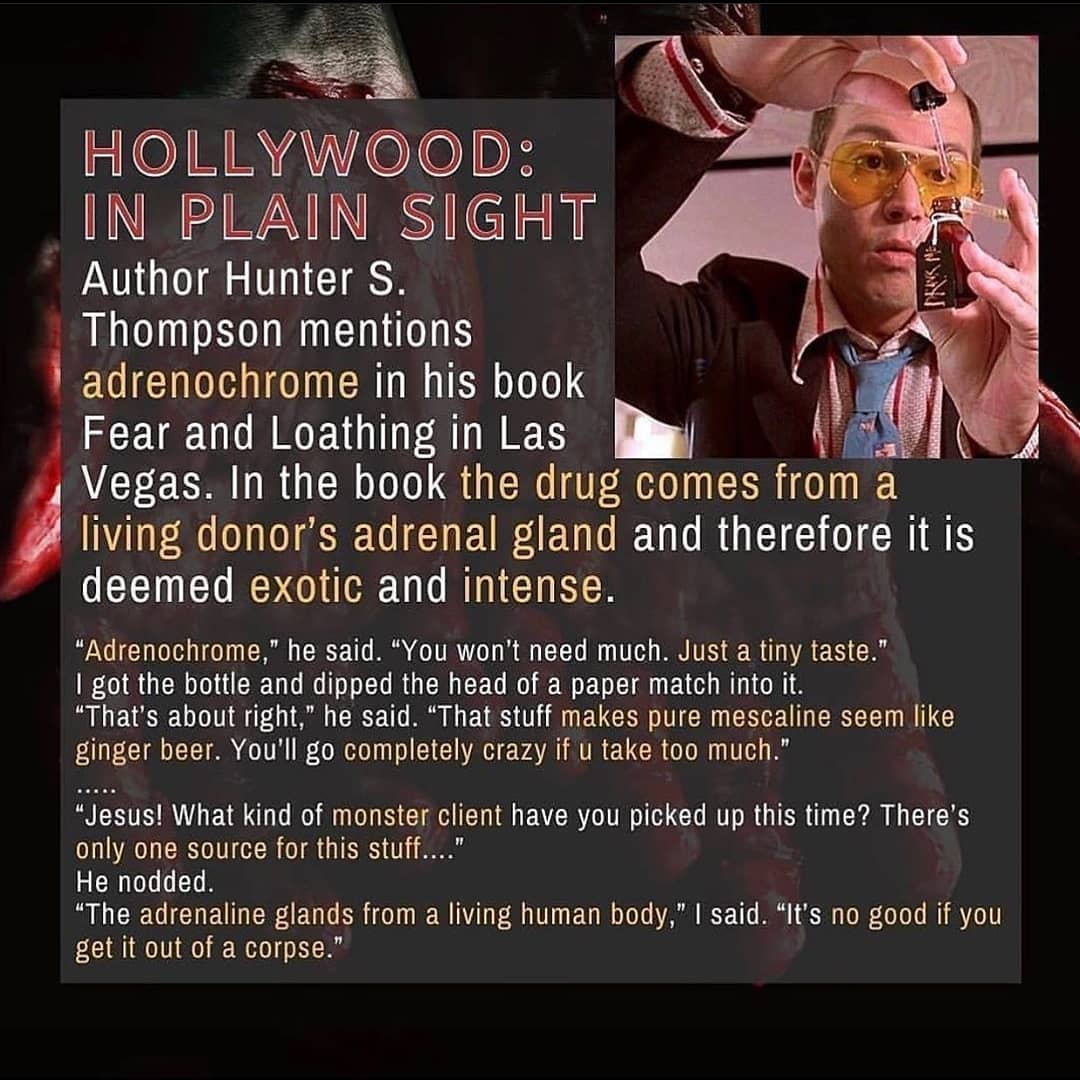 HOLLYWOOD:
IN PLAIN SIGHT
Author Hunter S.
Thompson mentions
adrenochrome in his book
Fear and Loathing in Las
Vegas. In the book the drug comes from a
living donor's adrenal gland and therefore it is
deemed exotic and intense.
"Adrenochrome," he said. "You won't need much. Just a tiny taste."
I got the bottle and dipped the head of a paper match into it.
"That's about right," he said. "That stuff makes pure mescaline seem like
ginger beer. You'll go completely crazy if u take too much."
.....
"Jesus! What kind of monster client have you picked up this time? There's
only one source for this stuff...."
He nodded.
"The adrenaline glands from a living human body," I said. "It's no good if you
get it out of a corpse."